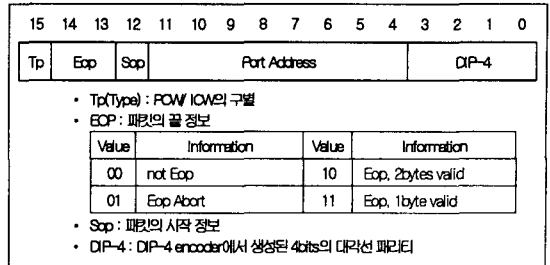 15 14 13 12 11 10 9 8 7 6 5 4 3 2 1 0
Tp Eop Sop Port Address DIP-4
• Tp(Type) : PCW/ ICW의 구별
• EOP : 패킷의 끝 정보
Value Information Value Information
00 not Eop 10 Eop, 2bytes valid
01 Eop Abort 11 Eop, 1byte valid
• Sop : 패킷의 시작 정보
• DIP-4 : DIP-4 encoder에서 생성된 4bits의 대각선 패리티